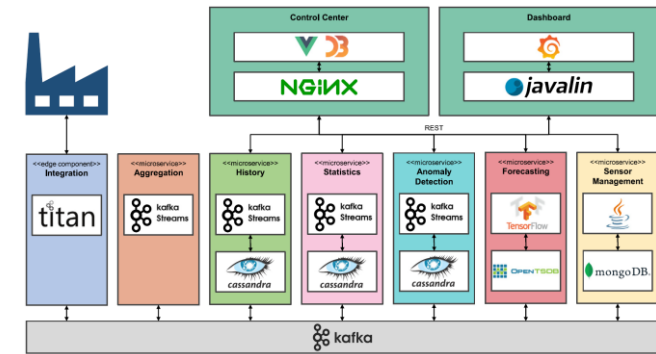 Control Center
Dashboard
D3
NGINX
javalin
REST
<<edge component>>
Integration
titan
<<microservice>>
Aggregation
kafka
Streams
<<microservice>>
History
kafka
Streams
cassandra
<<microservice>>
Statistics
kafka
Streams
cassandra
<<microservice>>
Anomaly
Detection
kafka
Streams
cassandra
<<microservice>>
Forecasting
TensorFlow
OPENTSDB
<<microservice>>
Sensor
Management
mongoDB.
kafka